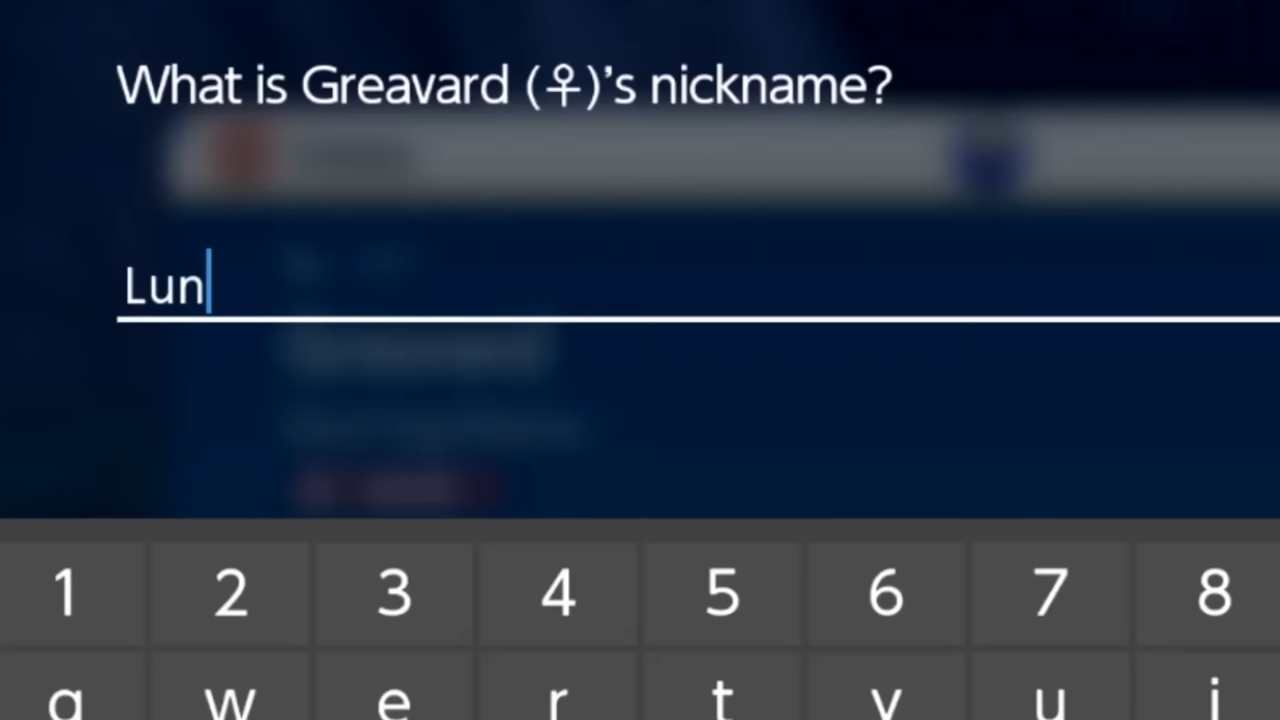 What is Greavard (♀)'s nickname?
Lun
1 2 3 4 5 6 7 8
q w e r t y u i